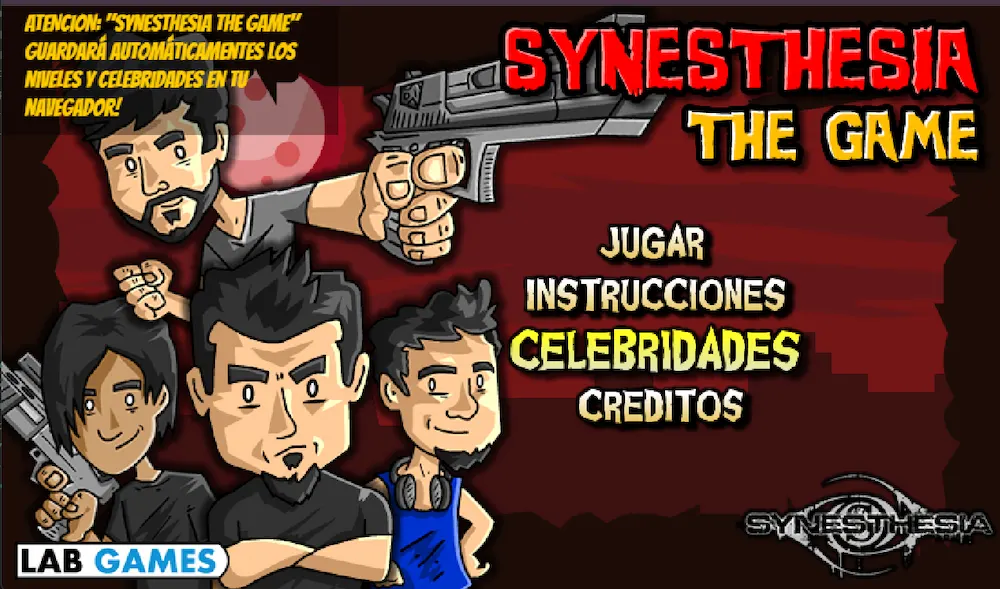 ATENCION: "SYNESTHESIA THE GAME"
GUARDARÁ AUTOMÁTICAMENTES LOS
NIVELES Y CELEBRIDADES EN TU
NAVEGADOR!
SYNESTHESIA
THE GAME
JUGAR
INSTRUCCIONES
CELEBRIDADES
CREDITOS
SYNESTHESIA
LAB GAMES